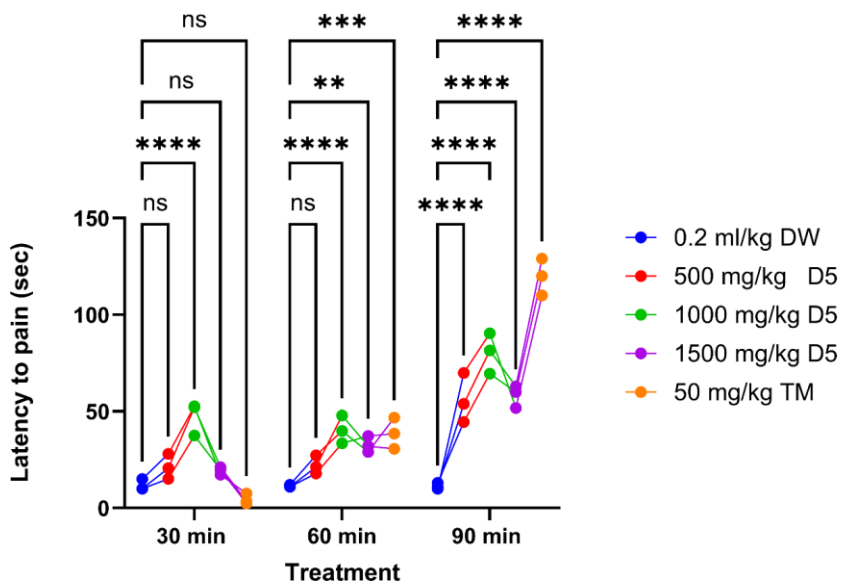 ns
***
****
ns
**
****
****
****
****
ns
ns
****
150
100
50
0
Latency to pain (sec)
30 min
60 min
90 min
Treatment
0.2 ml/kg DW
500 mg/kg D5
1000 mg/kg D5
1500 mg/kg D5
50 mg/kg TM